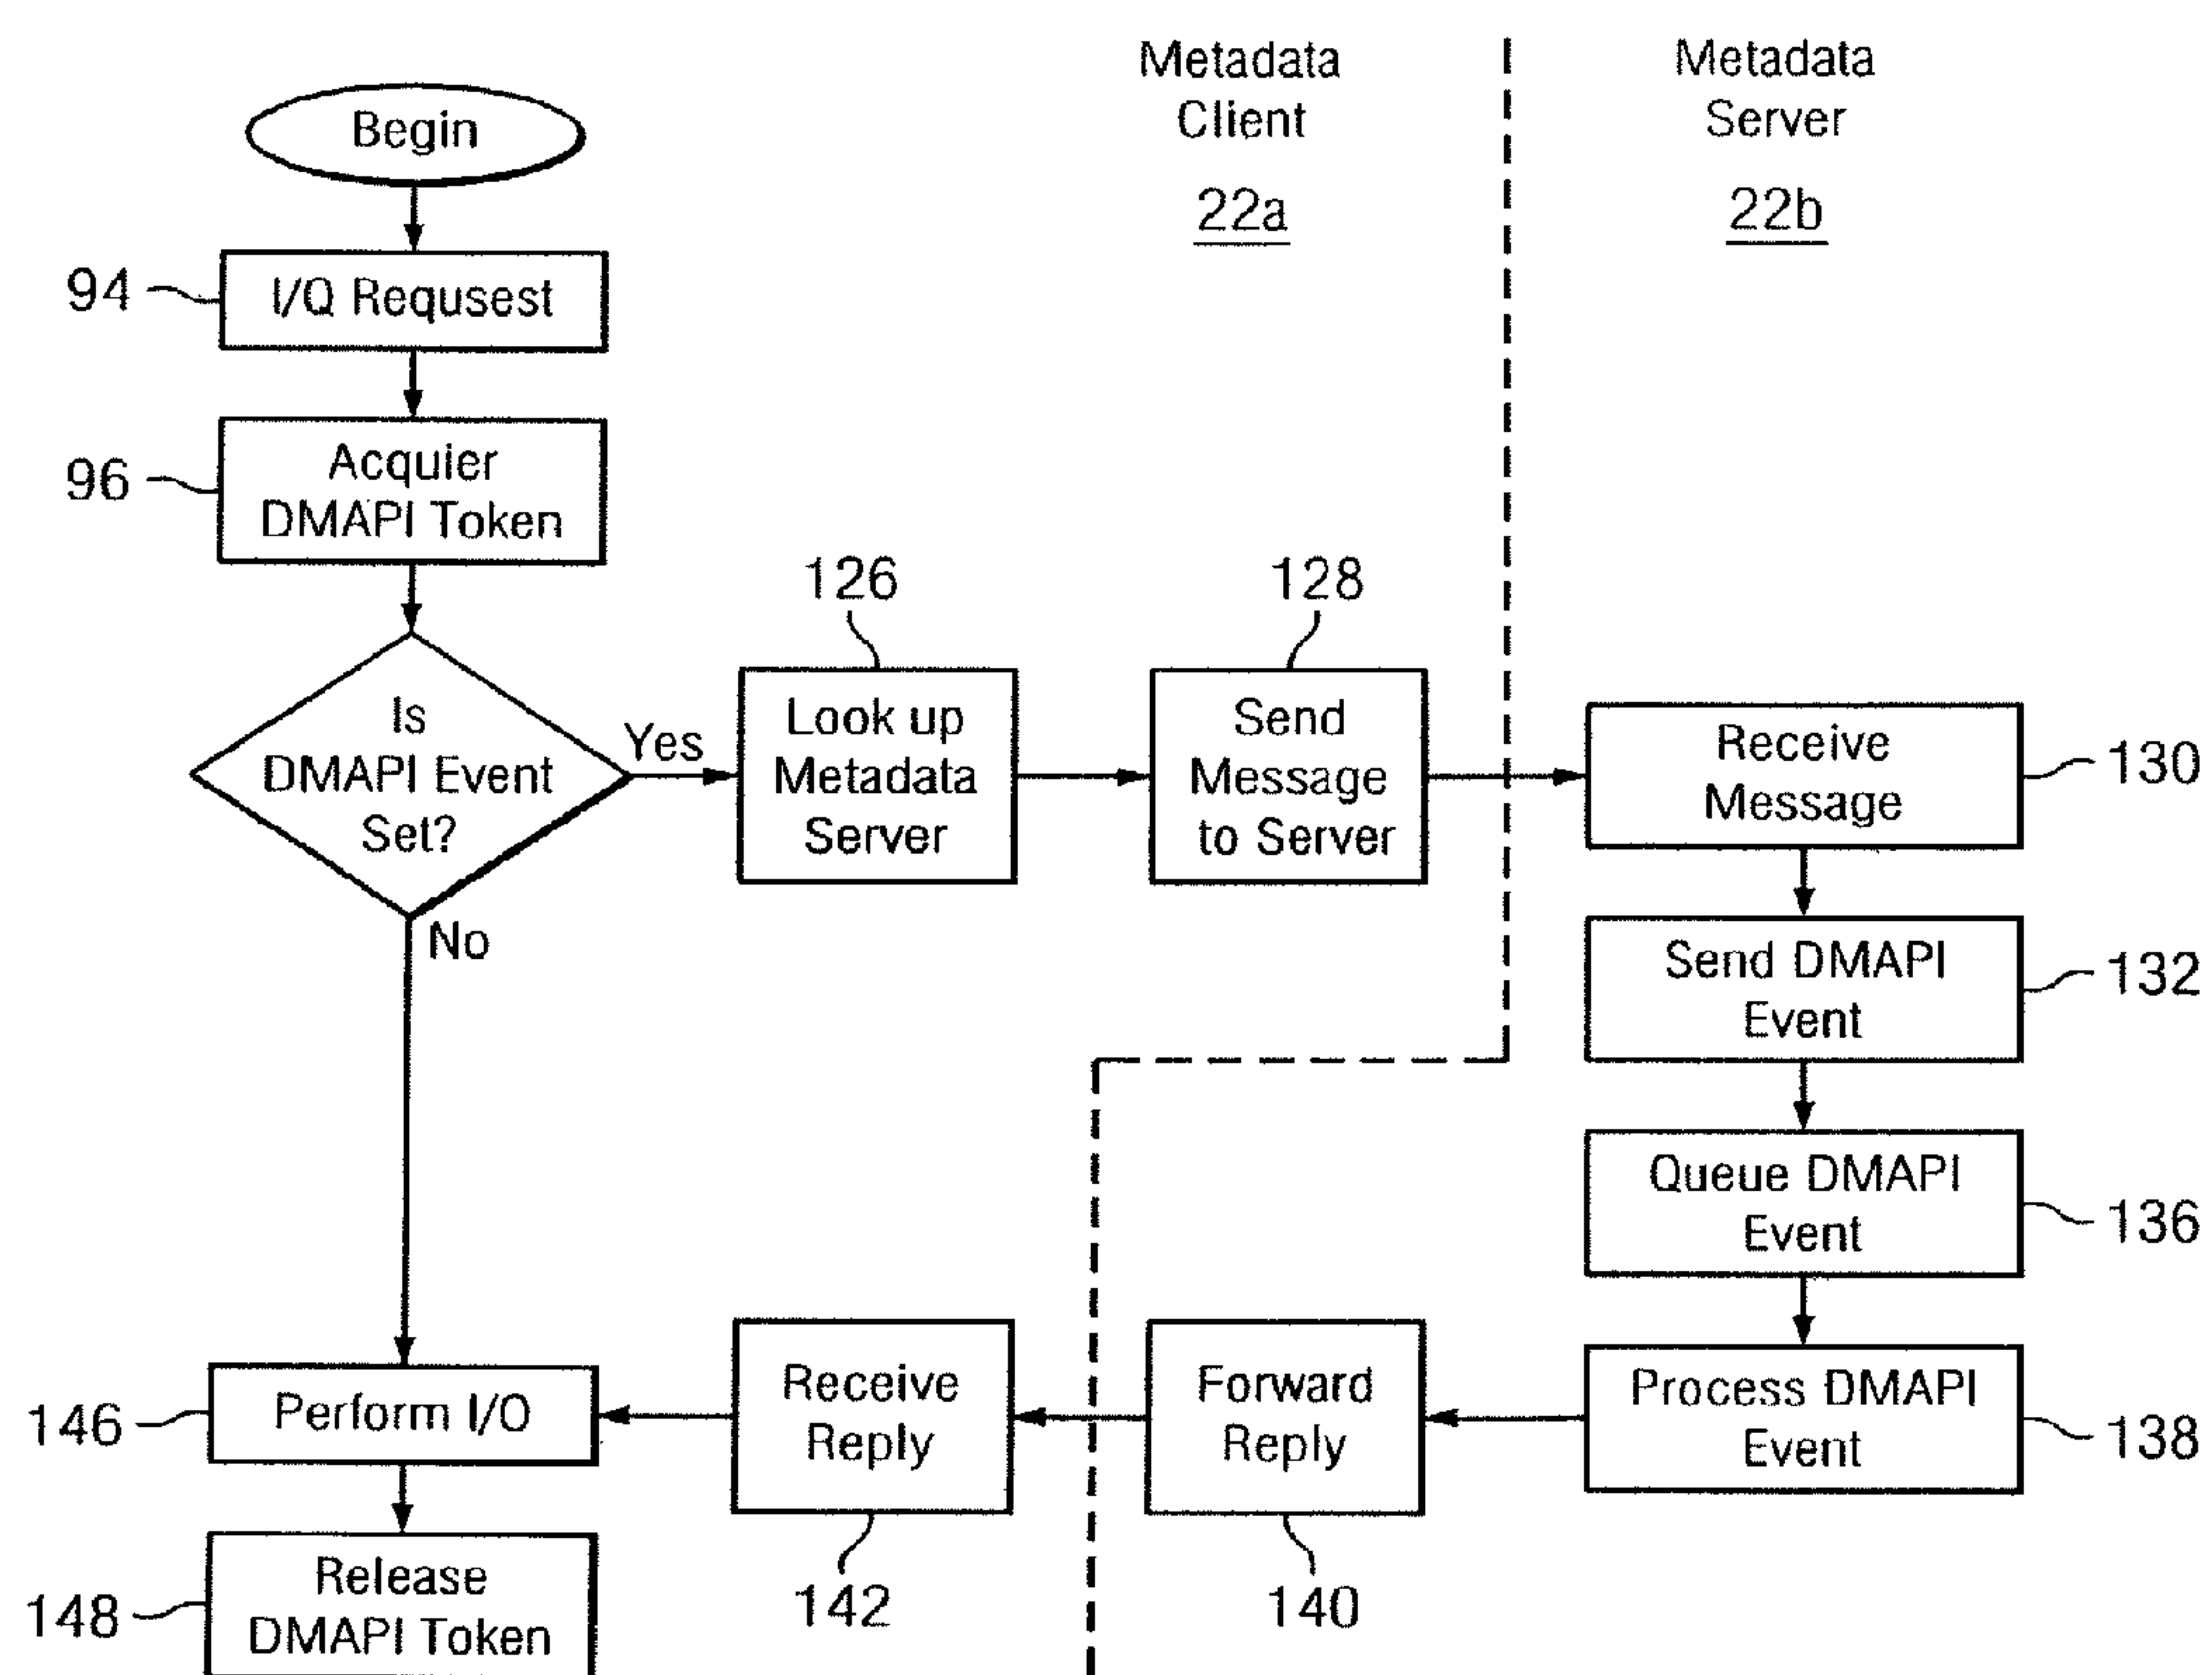 Metadata
Client
22a
Metadata
Server
22b
Begin
94
I/Q Requsest
96
Acquier
DMAPI Token
Is
DMAPI Event
Set?
Yes
No
126
Look up
Metadata
Server
128
Send
Message
to Server
Receive
Message
130
Send DMAPI
Event
132
Queue DMAPI
Event
136
Process DMAPI
Event
138
Forward
Reply
140
Receive
Reply
142
146
Perform I/O
148
Release
DMAPI Token